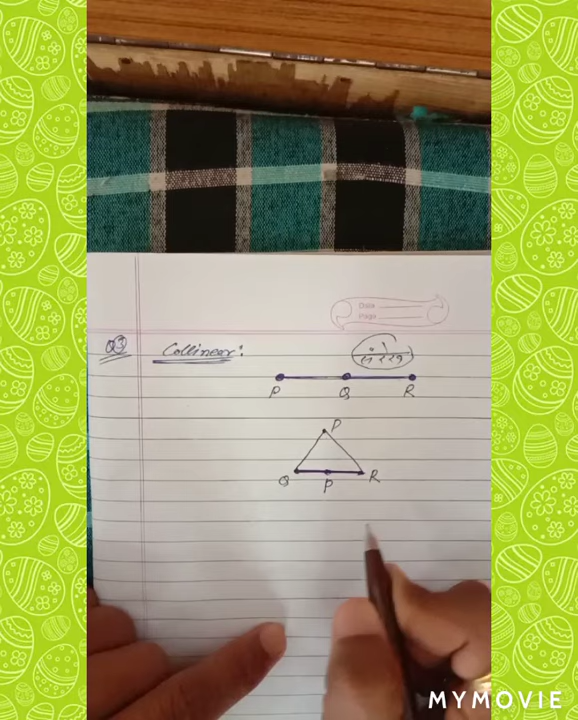 Date
Page
Q3 Collinear:
P Q R
P
Q P R
MYMOVIE